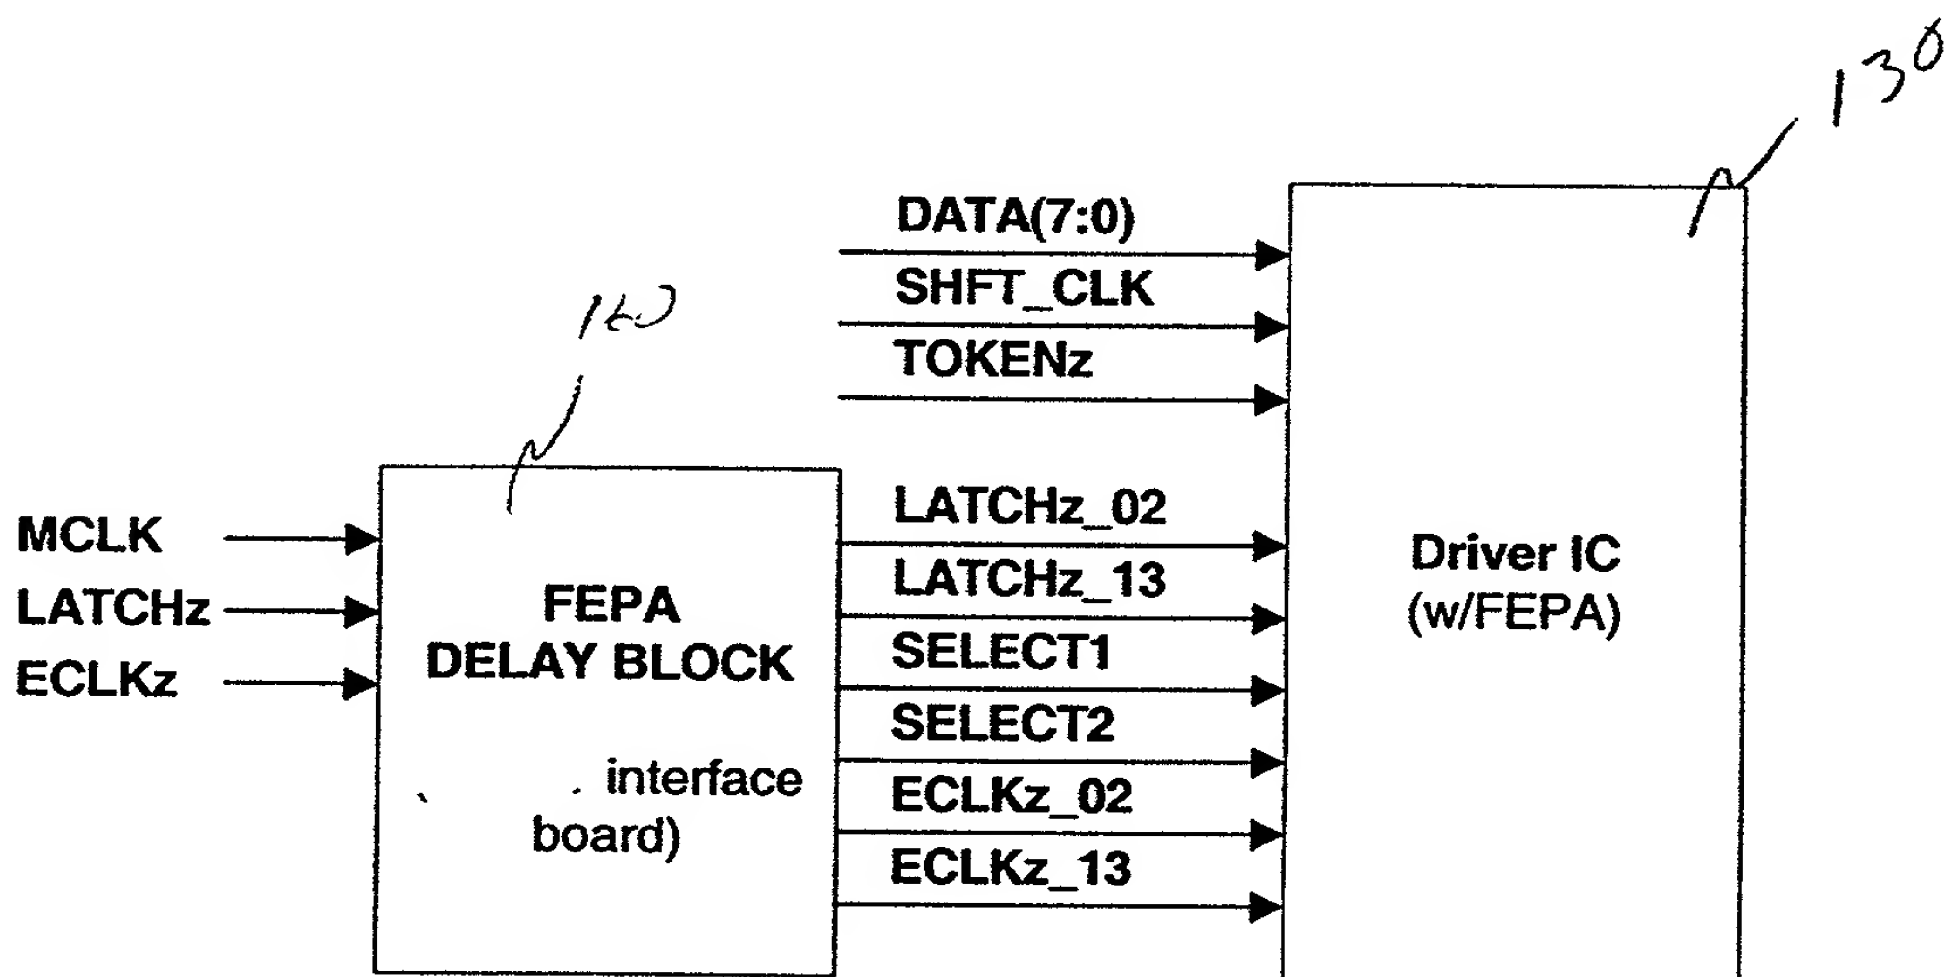 130
DATA(7:0)
SHFT_CLK
TOKENz
MCLK
LATCHz
ECLKz
FEPA
DELAY BLOCK
interface
board)
LATCHz_02
LATCHz_13
SELECT1
SELECT2
ECLKz_02
ECLKz_13
Driver IC
(w/FEPA)